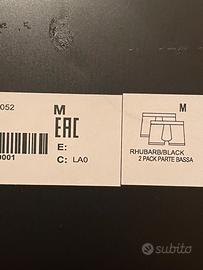 052
M
EAC
E:
C: LA0
0001
M
RHUBARB/BLACK
2 PACK PARTE BASSA
subito